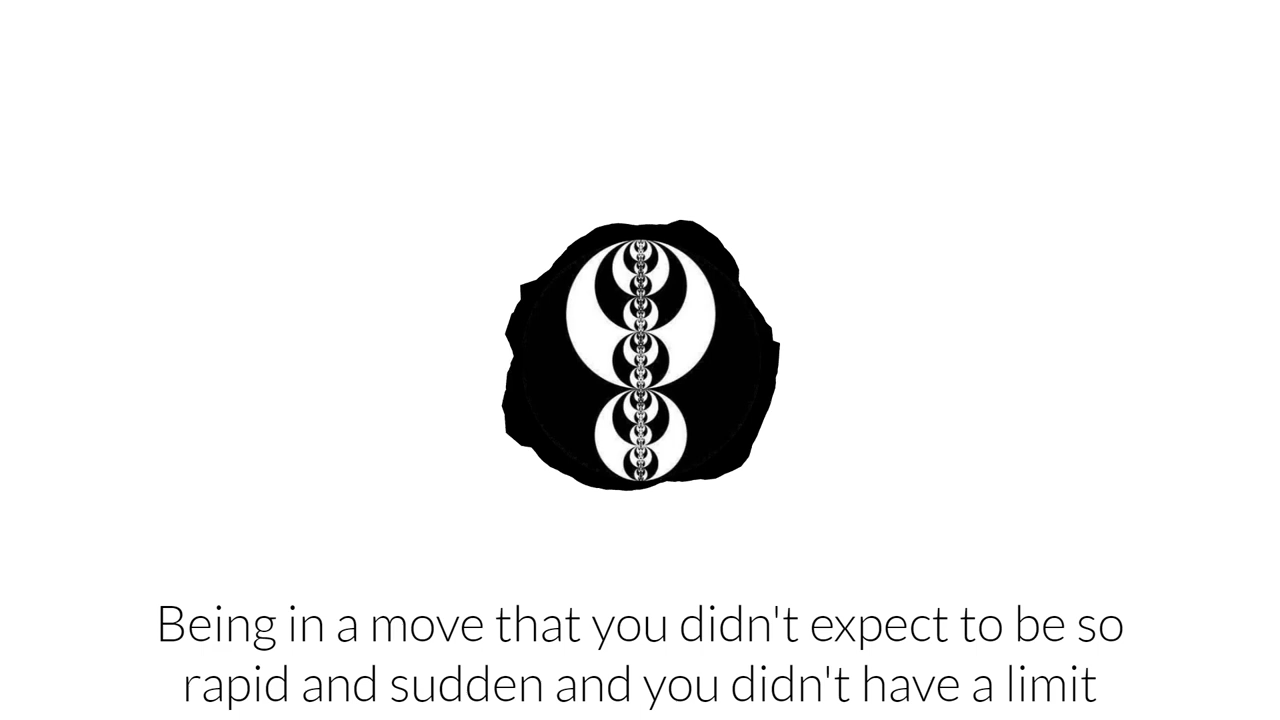 Being in a move that you didn't expect to be so
rapid and sudden and you didn't have a limit